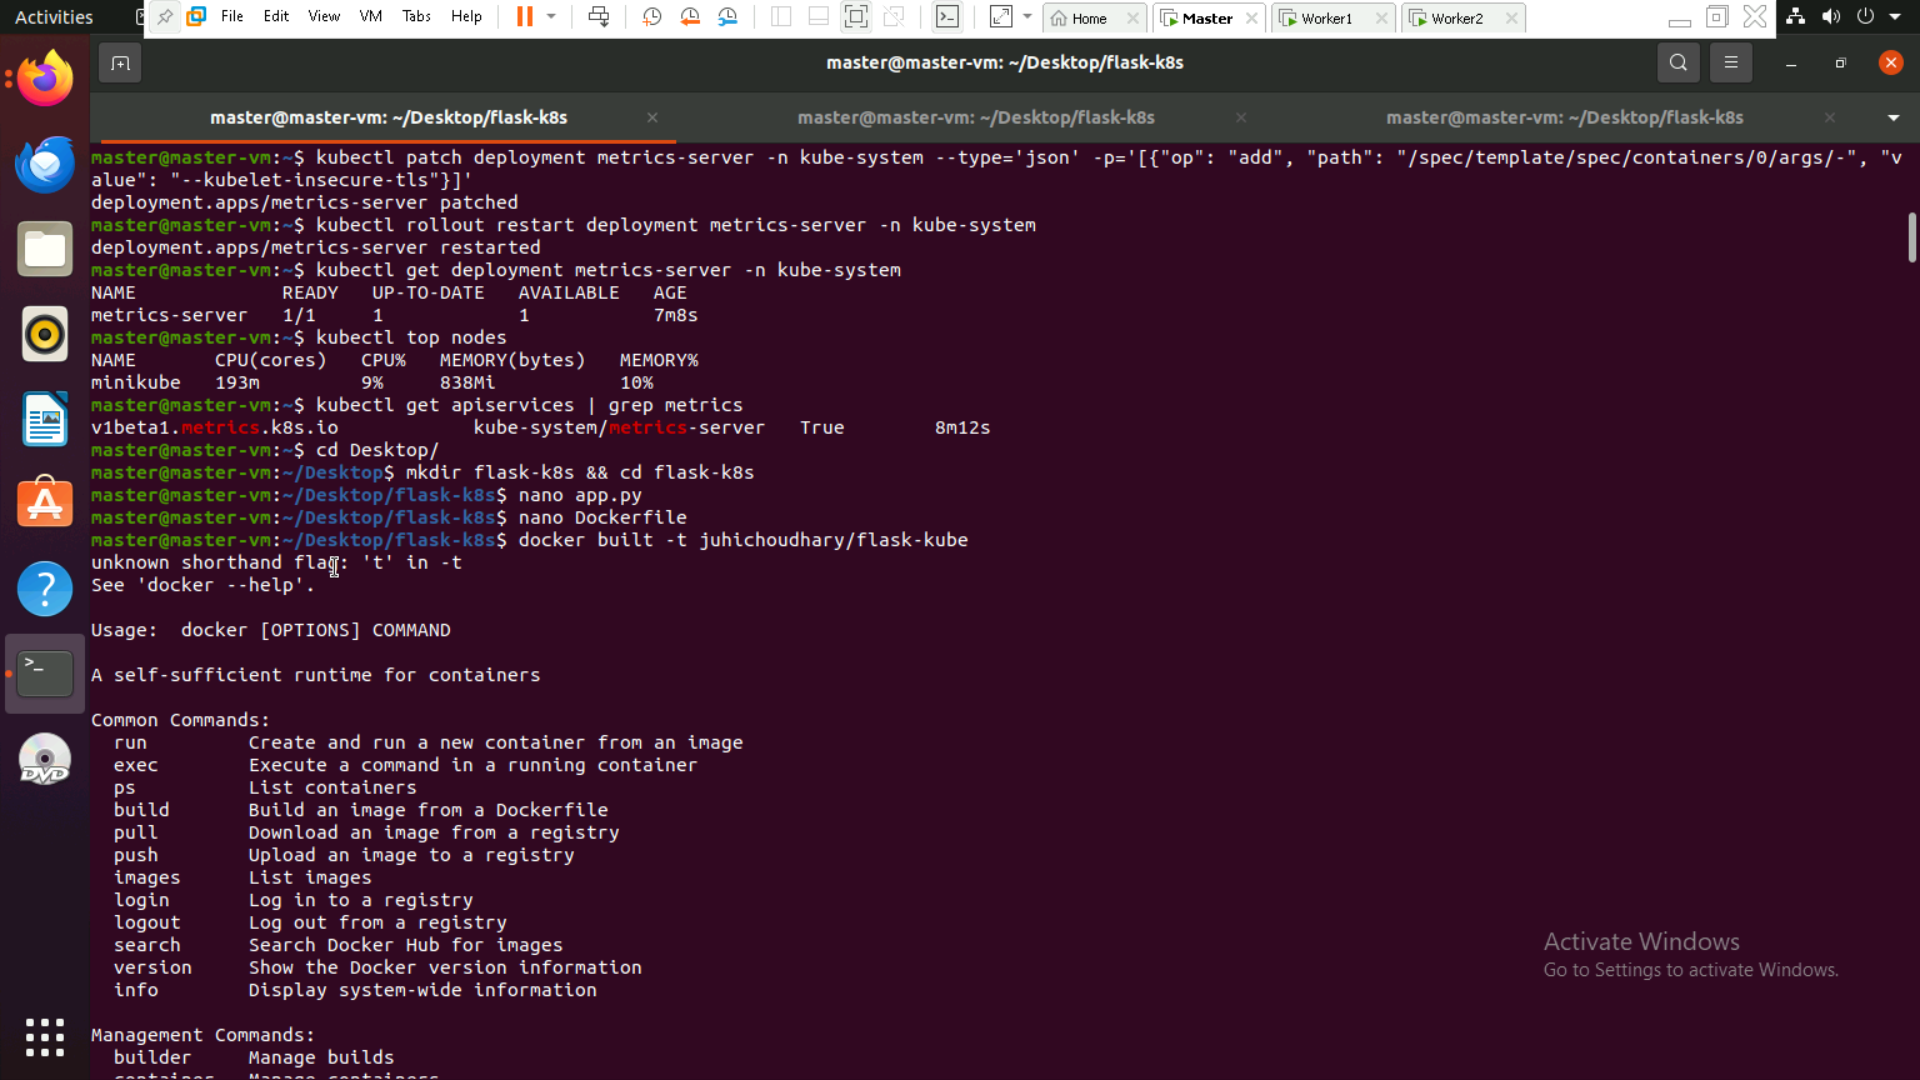 Activities
File Edit View VM Tabs Help
Home Master Worker1 Worker2
master@master-vm: ~/Desktop/flask-k8s
master@master-vm: ~/Desktop/flask-k8s master@master-vm: ~/Desktop/flask-k8s master@master-vm: ~/Desktop/flask-k8s
master@master-vm:~$ kubectl patch deployment metrics-server -n kube-system --type='json' -p='[{"op": "add", "path": "/spec/template/spec/containers/0/args/-", "v
alue": "--kubelet-insecure-tls"}]'
deployment.apps/metrics-server patched
master@master-vm:~$ kubectl rollout restart deployment metrics-server -n kube-system
deployment.apps/metrics-server restarted
master@master-vm:~$ kubectl get deployment metrics-server -n kube-system
NAME READY UP-TO-DATE AVAILABLE AGE
metrics-server 1/1 1 1 7m8s
master@master-vm:~$ kubectl top nodes
NAME CPU(cores) CPU% MEMORY(bytes) MEMORY%
minikube 193m 9% 838Mi 10%
master@master-vm:~$ kubectl get apiservices | grep metrics
v1beta1.metrics.k8s.io kube-system/metrics-server True 8m12s
master@master-vm:~$ cd Desktop/
master@master-vm:~/Desktop$ mkdir flask-k8s && cd flask-k8s
master@master-vm:~/Desktop/flask-k8s$ nano app.py
master@master-vm:~/Desktop/flask-k8s$ nano Dockerfile
master@master-vm:~/Desktop/flask-k8s$ docker built -t juhichoudhary/flask-kube
unknown shorthand flag: 't' in -t
See 'docker --help'.
Usage: docker [OPTIONS] COMMAND
A self-sufficient runtime for containers
Common Commands:
run Create and run a new container from an image
exec Execute a command in a running container
ps List containers
build Build an image from a Dockerfile
pull Download an image from a registry
push Upload an image to a registry
images List images
login Log in to a registry
logout Log out from a registry
search Search Docker Hub for images
version Show the Docker version information
info Display system-wide information
Management Commands:
builder Manage builds
container Manage containers
Activate Windows
Go to Settings to activate Windows.
DVD